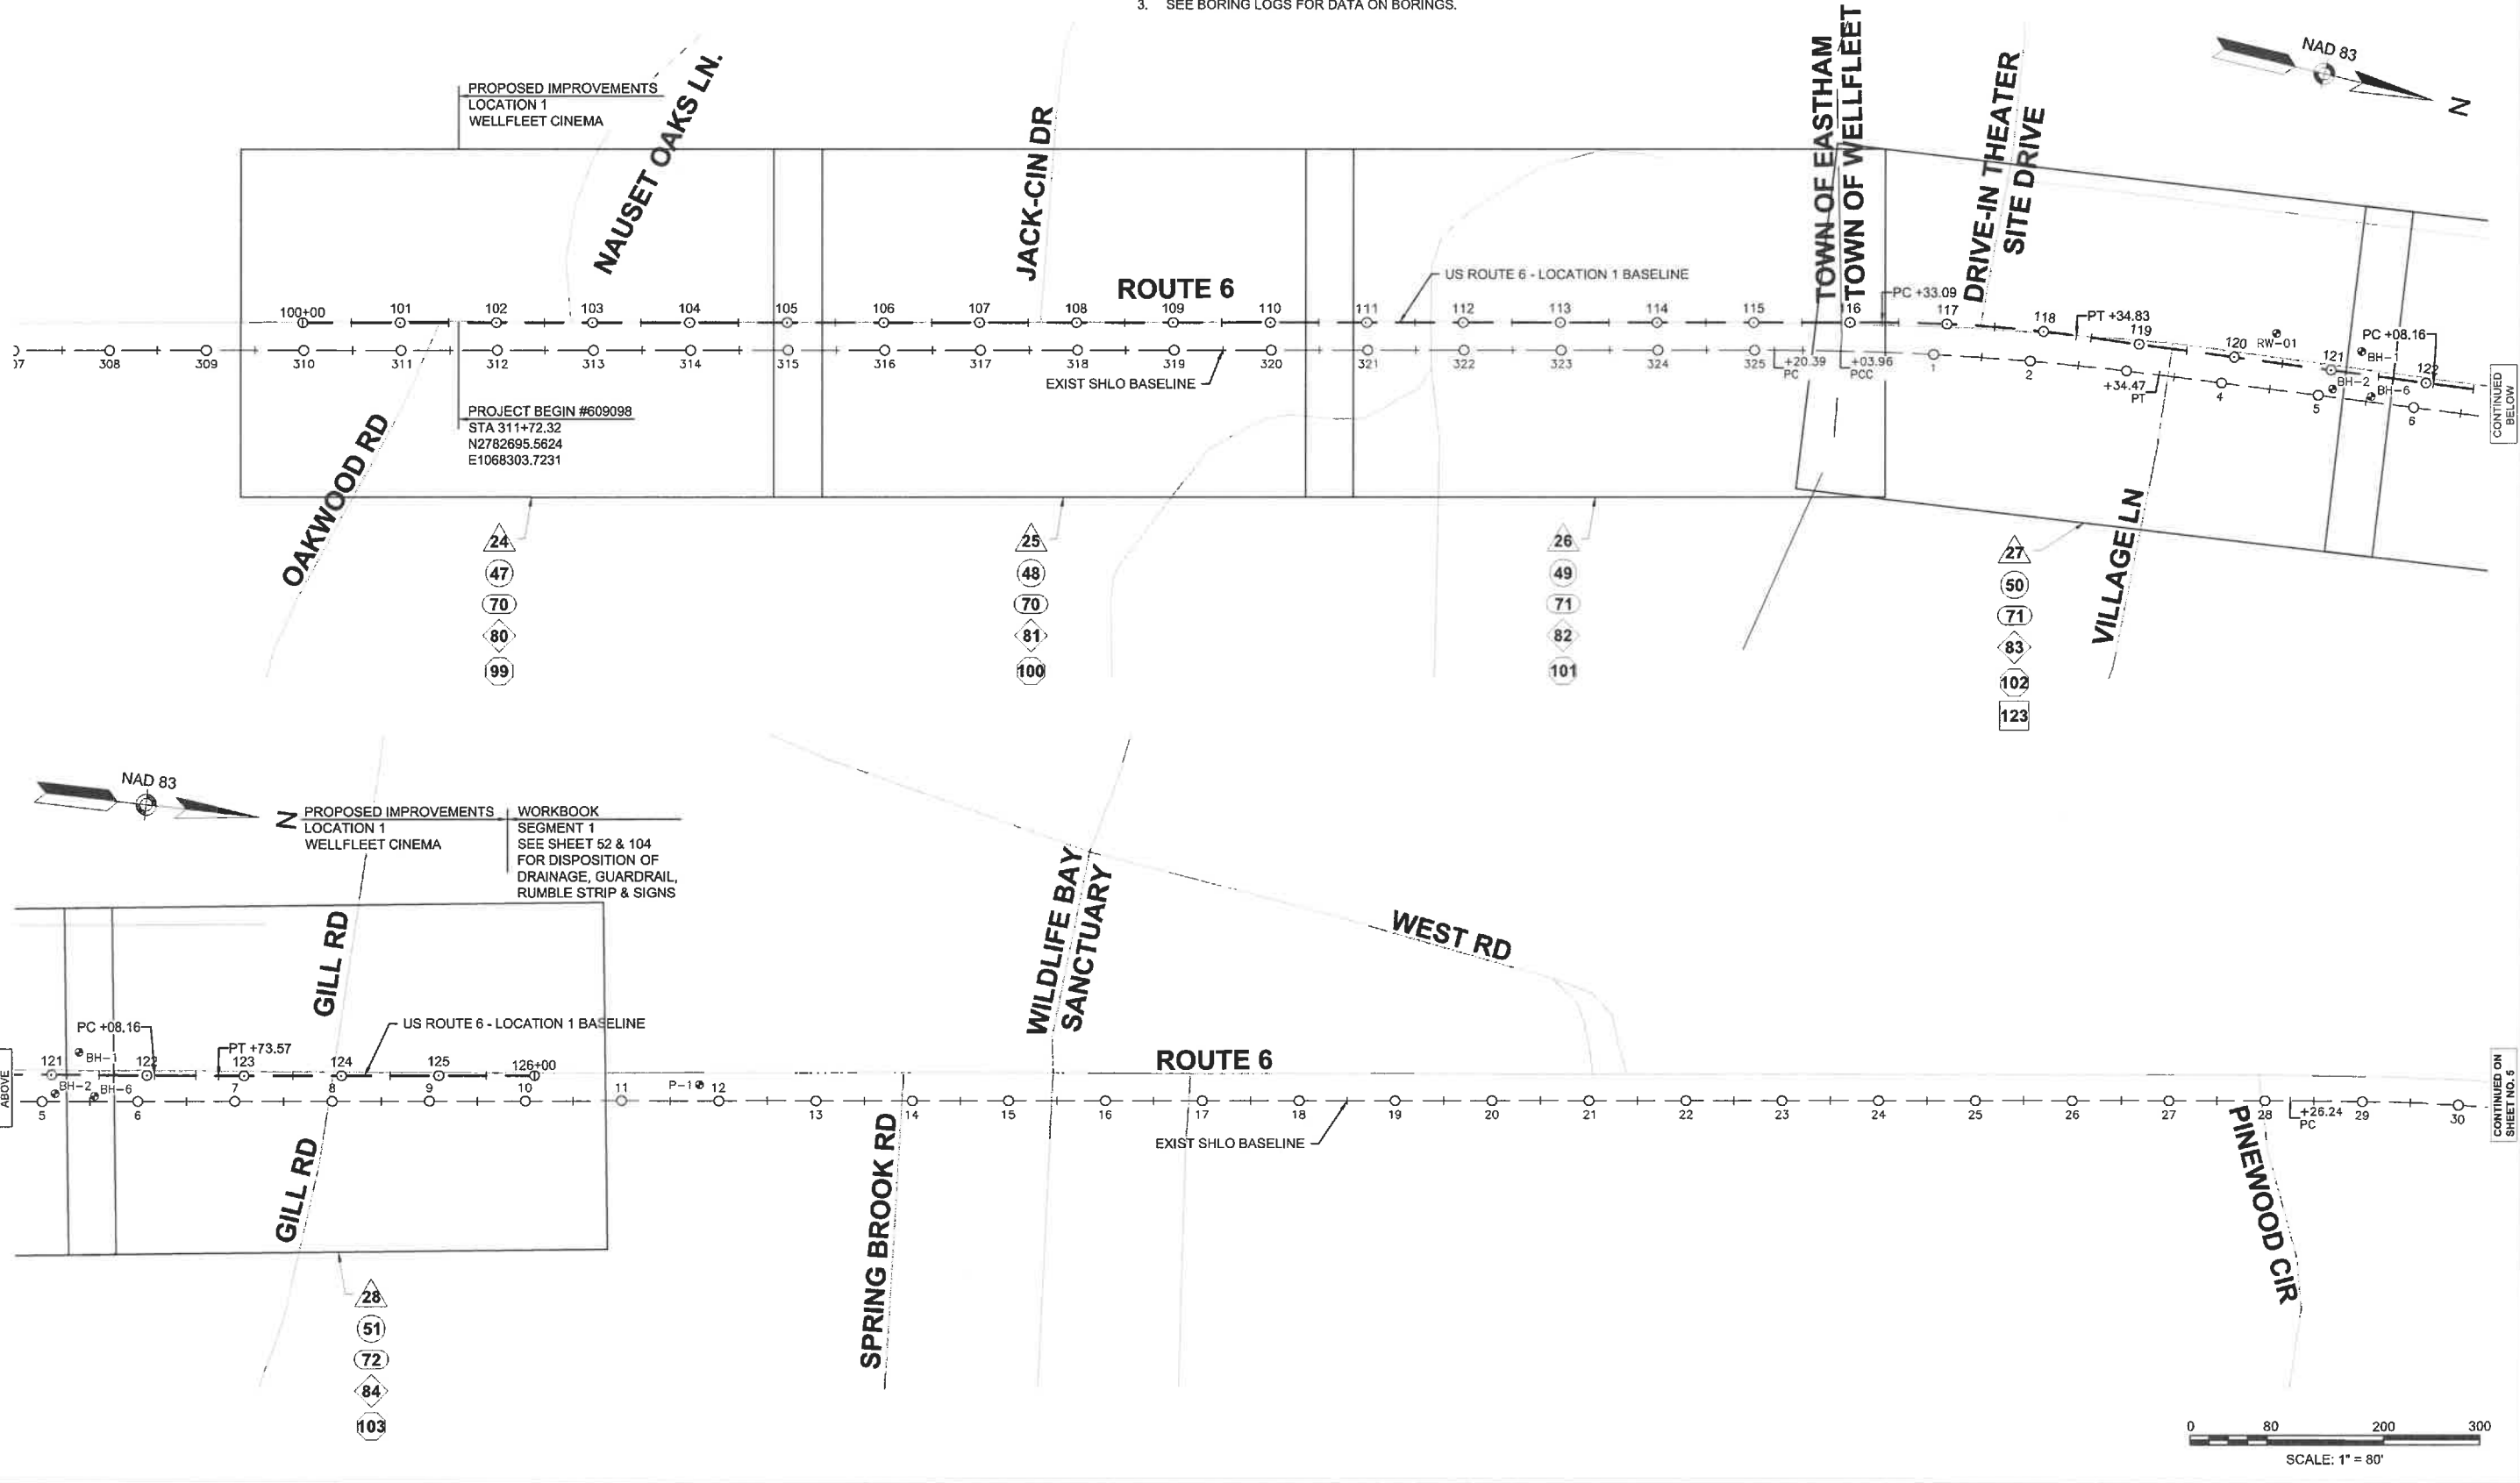 3. SEE BORING LOGS FOR DATA ON BORINGS.
NAD 83
N
PROPOSED IMPROVEMENTS
LOCATION 1
WELLFLEET CINEMA
NAUSET OAKS LN.
JACK-CIN DR
TOWN OF EASTHAM
TOWN OF WELLFLEET
DRIVE-IN THEATER
SITE DRIVE
ROUTE 6
US ROUTE 6 - LOCATION 1 BASELINE
100+00 101 102 103 104 105 106 107 108 109 110 111 112 113 114 115 116 117 118 119 120 121 122
PC +33.09
PT +34.83
RW-01
PC +08.16
BH-1
BH-2
BH-6
07 308 309 310 311 312 313 314 315 316 317 318 319 320 321 322 323 324 325 1 2 4 5 6
+20.39
PC
+03.96
PCC
+34.47
PT
EXIST SHLO BASELINE
CONTINUED
BELOW
PROJECT BEGIN #609098
STA 311+72.32
N2782695.5624
E1068303.7231
OAKWOOD RD
VILLAGE LN
24
47
70
80
99
25
48
70
81
100
26
49
71
82
101
27
50
71
83
102
123
NAD 83
N
PROPOSED IMPROVEMENTS
LOCATION 1
WELLFLEET CINEMA
WORKBOOK
SEGMENT 1
SEE SHEET 52 & 104
FOR DISPOSITION OF
DRAINAGE, GUARDRAIL,
RUMBLE STRIP & SIGNS
GILL RD
WILDLIFE BAY
SANCTUARY
WEST RD
ABOVE
PC +08.16
BH-1
PT +73.57
US ROUTE 6 - LOCATION 1 BASELINE
ROUTE 6
121 122 123 124 125 126+00
BH-2
BH-6
P-1
5 6 7 8 9 10 11 12 13 14 15 16 17 18 19 20 21 22 23 24 25 26 27 28 29 30
+26.24
PC
EXIST SHLO BASELINE
CONTINUED ON
SHEET NO. 5
GILL RD
SPRING BROOK RD
PINEWOOD CIR
28
51
72
84
103
0 80 200 300
SCALE: 1" = 80'